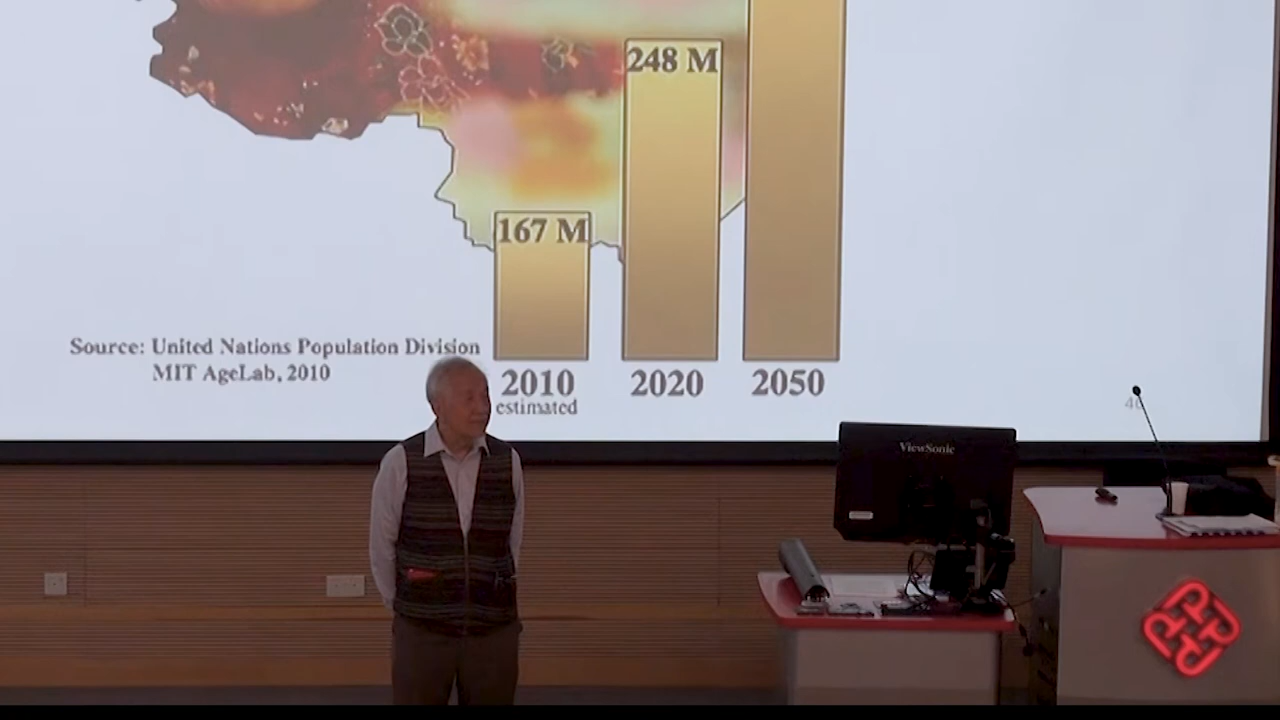 248 M
167 M
Source: United Nations Population Division
MIT AgeLab, 2010
2010
estimated
2020
2050
ViewSonic